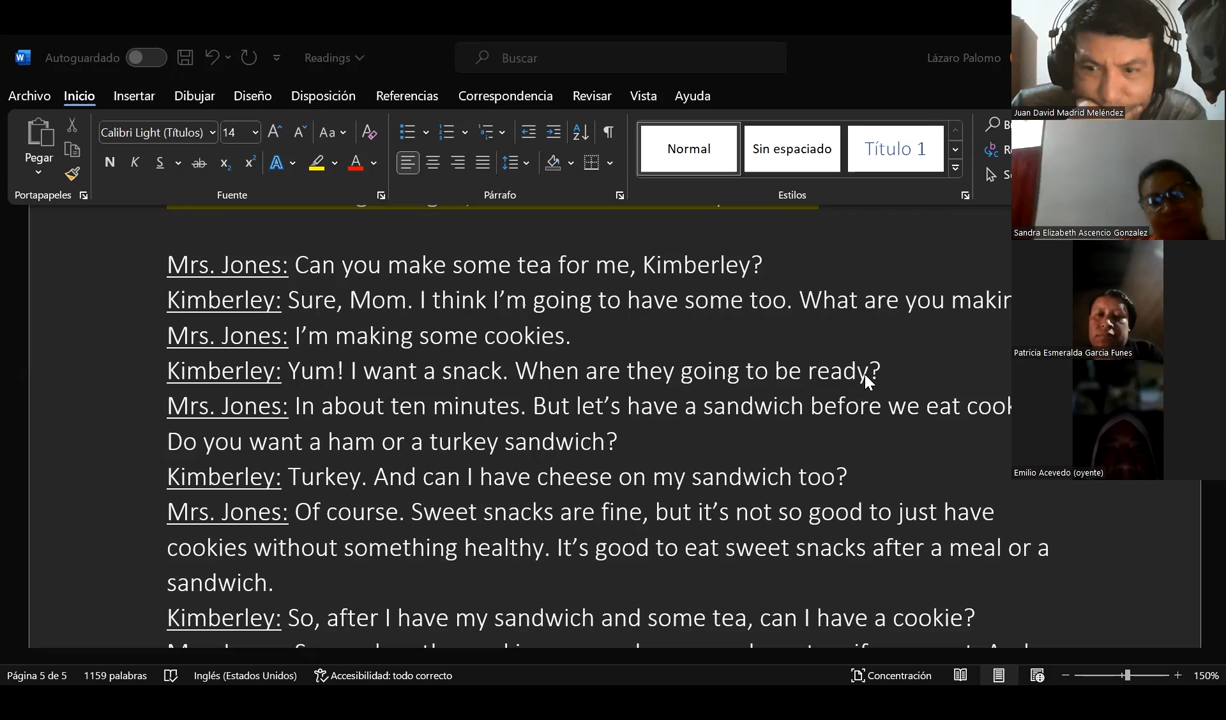 Autoguardado
Readings
Buscar
Lázaro Palomo
Archivo Inicio Insertar Dibujar Diseño Disposición Referencias Correspondencia Revisar Vista Ayuda
Pegar
Portapapeles
Calibri Light (Títulos) 14
Fuente
Párrafo
Normal
Sin espaciado
Título 1
Estilos
Mrs. Jones: Can you make some tea for me, Kimberley?
Kimberley: Sure, Mom. I think I’m going to have some too. What are you makin
Mrs. Jones: I’m making some cookies.
Kimberley: Yum! I want a snack. When are they going to be ready?
Mrs. Jones: In about ten minutes. But let’s have a sandwich before we eat cook
Do you want a ham or a turkey sandwich?
Kimberley: Turkey. And can I have cheese on my sandwich too?
Mrs. Jones: Of course. Sweet snacks are fine, but it’s not so good to just have
cookies without something healthy. It’s good to eat sweet snacks after a meal or a
sandwich.
Kimberley: So, after I have my sandwich and some tea, can I have a cookie?
Juan David Madrid Meléndez
Sandra Elizabeth Ascencio Gonzalez
Patricia Esmeralda Garcia Funes
Emilio Acevedo (oyente)
Página 5 de 5 1159 palabras Inglés (Estados Unidos) Accesibilidad: todo correcto Concentración 150%